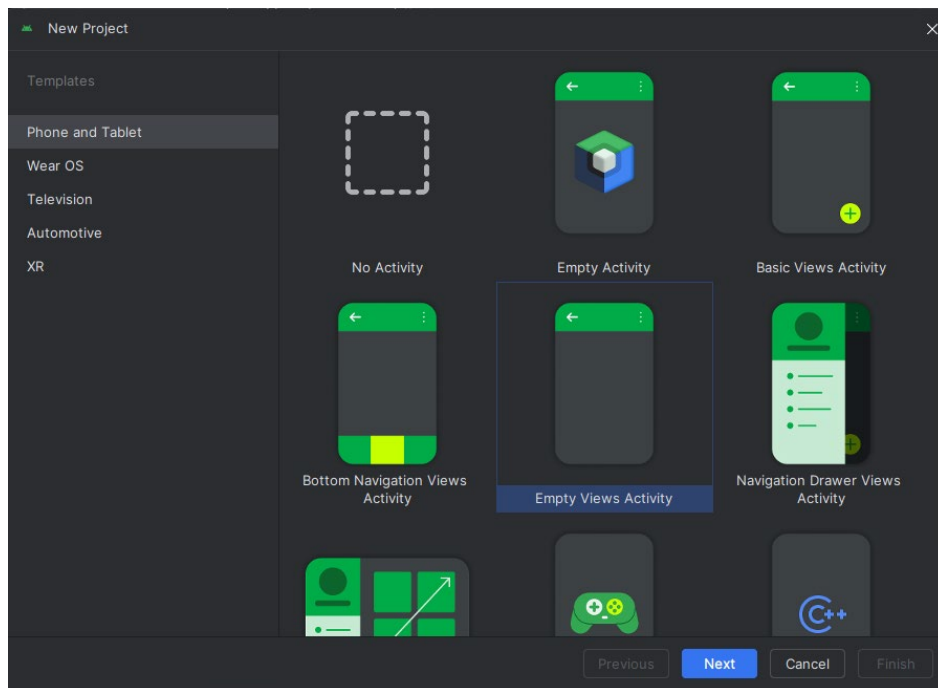 New Project
Templates
Phone and Tablet
Wear OS
Television
Automotive
XR
No Activity
Empty Activity
Basic Views Activity
Bottom Navigation Views
Activity
Empty Views Activity
Navigation Drawer Views
Activity
C++
Previous
Next
Cancel
Finish